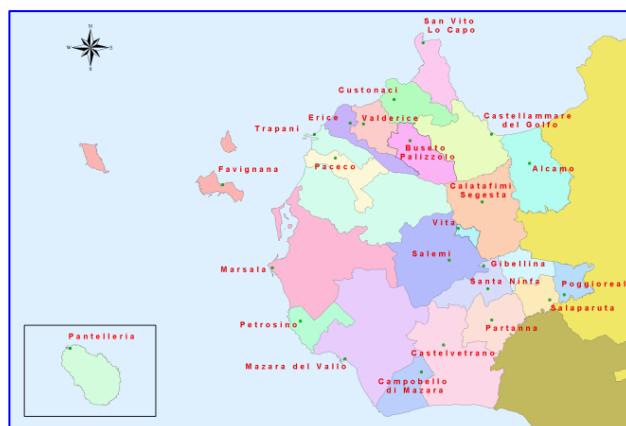 San Vito
Lo Capo
Custonaci
Erice
Valderice
Castellammare
del Golfo
Trapani
Buseto
Palizzolo
Paceco
Alcamo
Favignana
Calatafimi
Segesta
Vita
Salemi
Gibellina
Marsala
Santa Ninfa
Poggioreale
Salaparuta
Petrosino
Partanna
Pantelleria
Castelvetrano
Mazara del Vallo
Campobello
di Mazara